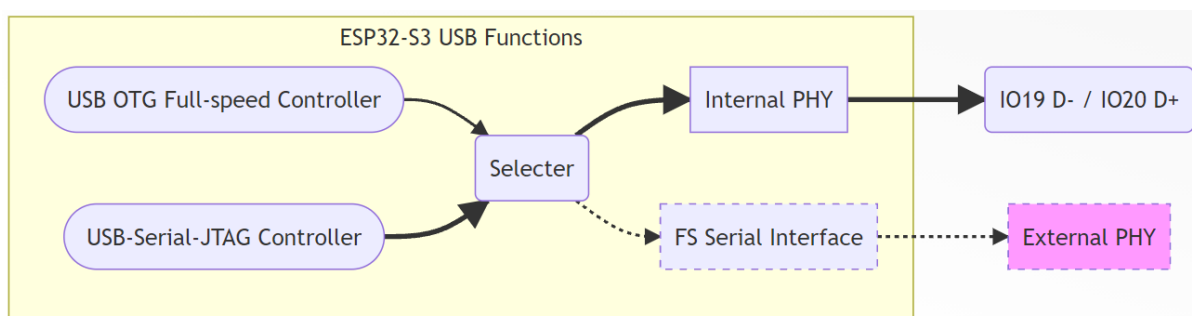 ESP32-S3 USB Functions
USB OTG Full-speed Controller
Internal PHY
IO19 D- / IO20 D+
Selecter
USB-Serial-JTAG Controller
FS Serial Interface
External PHY